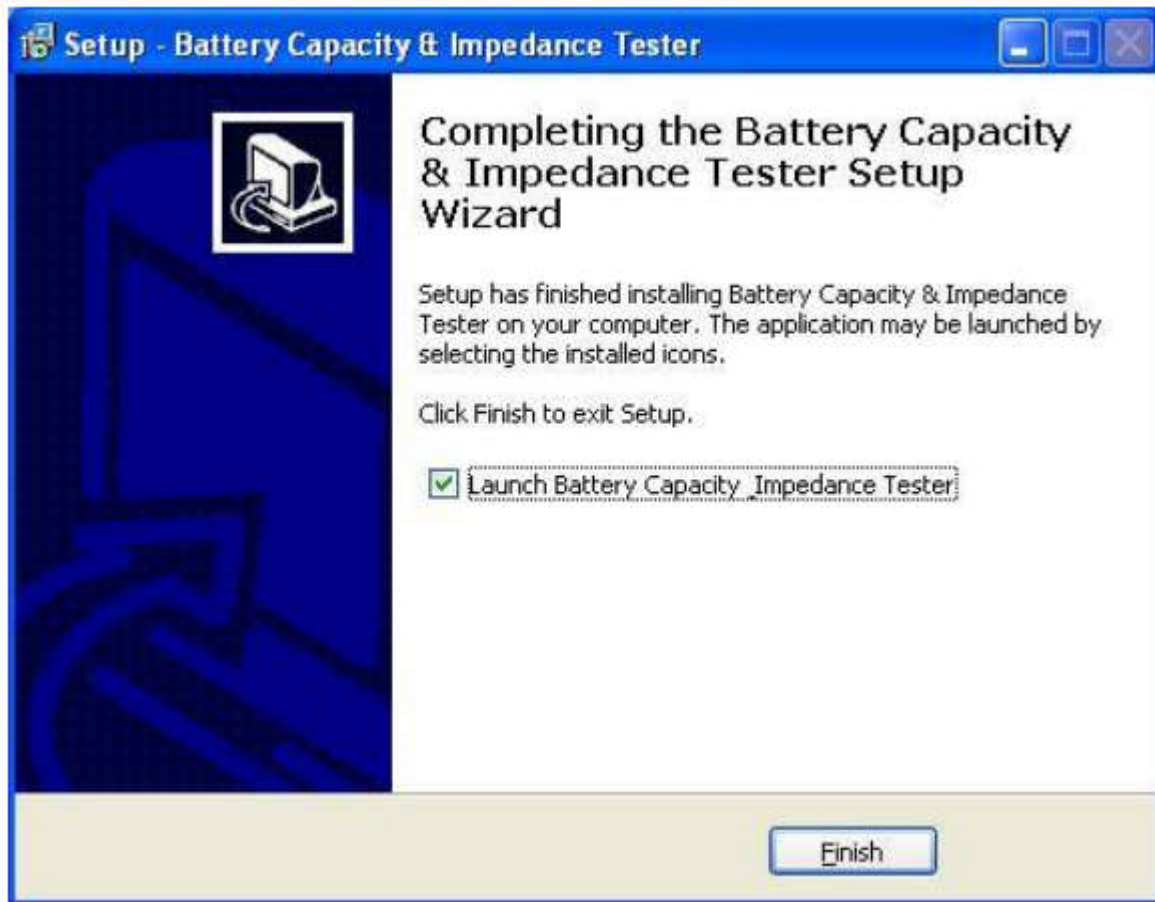 Setup - Battery Capacity & Impedance Tester
Completing the Battery Capacity
& Impedance Tester Setup
Wizard
Setup has finished installing Battery Capacity & Impedance
Tester on your computer. The application may be launched by
selecting the installed icons.
Click Finish to exit Setup.
Launch Battery Capacity _Impedance Tester
Finish